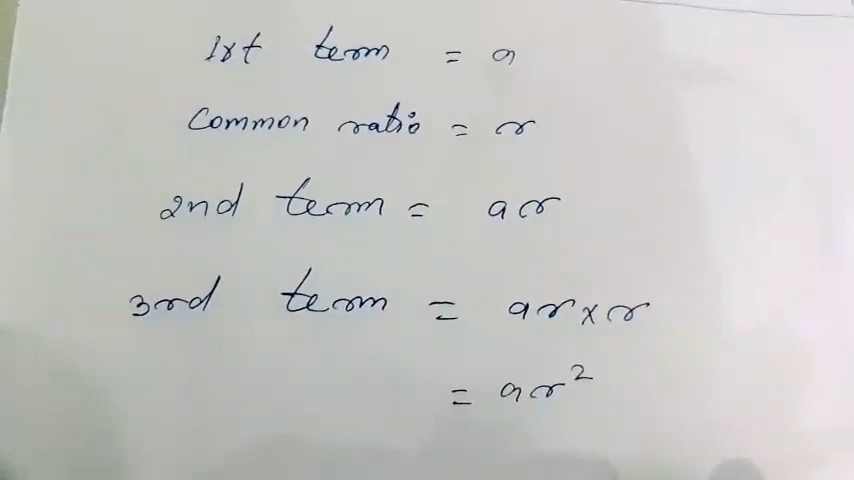 1st term = a
Common ratio = r
2nd term = ar
3rd term = ar × r
= ar²